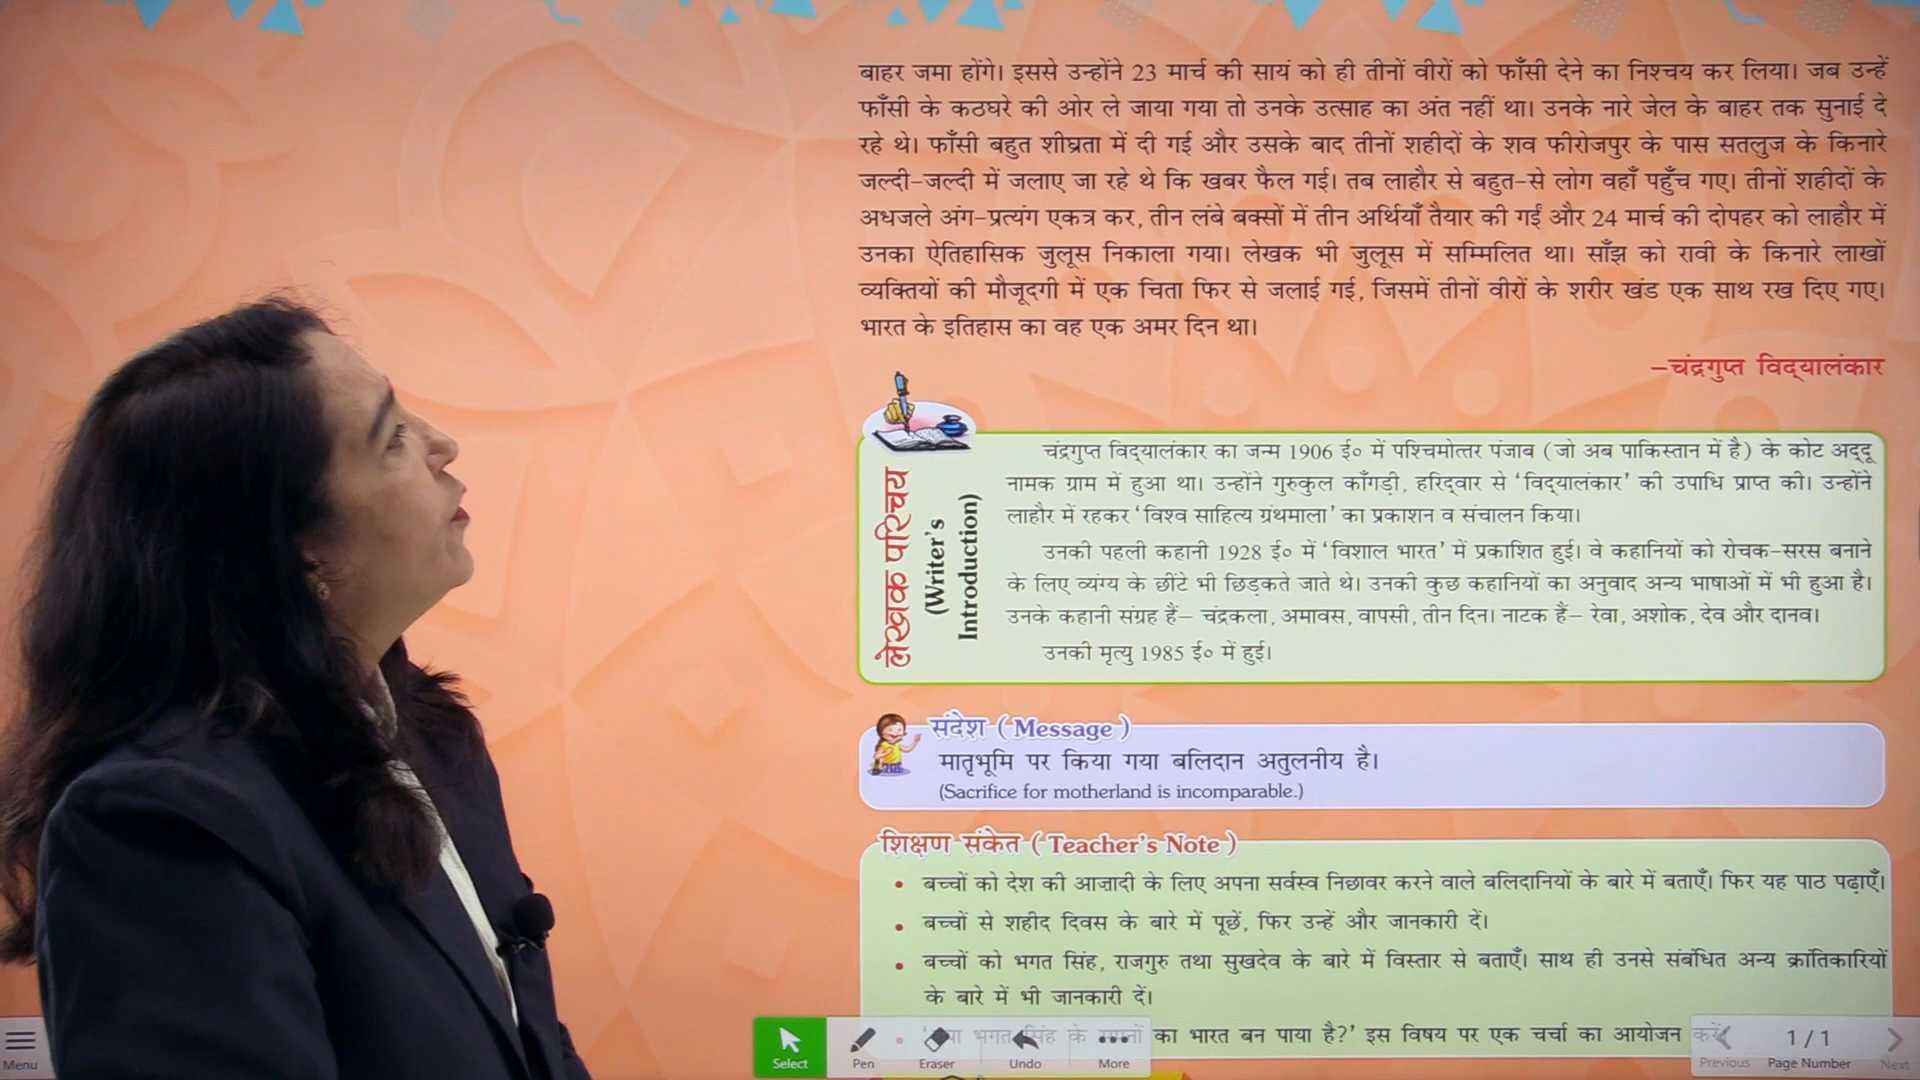 बाहर जमा होंगे। इससे उन्होंने 23 मार्च की सायं को ही तीनों वीरों को फाँसी देने का निश्चय कर लिया। जब उन्हें
फाँसी के कठघरे की ओर ले जाया गया तो उनके उत्साह का अंत नहीं था। उनके नारे जेल के बाहर तक सुनाई दे
रहे थे। फाँसी बहुत शीघ्रता में दी गई और उसके बाद तीनों शहीदों के शव फीरोजपुर के पास सतलुज के किनारे
जल्दी-जल्दी में जलाए जा रहे थे कि खबर फैल गई। तब लाहौर से बहुत-से लोग वहाँ पहुँच गए। तीनों शहीदों के
अधजले अंग-प्रत्यंग एकत्र कर, तीन लंबे बक्सों में तीन अर्थियाँ तैयार की गईं और 24 मार्च की दोपहर को लाहौर में
उनका ऐतिहासिक जुलूस निकाला गया। लेखक भी जुलूस में सम्मिलित था। साँझ को रावी के किनारे लाखों
व्यक्तियों की मौजूदगी में एक चिता फिर से जलाई गई, जिसमें तीनों वीरों के शरीर खंड एक साथ रख दिए गए।
भारत के इतिहास का वह एक अमर दिन था।
–चंद्रगुप्त विद्यालंकार
लेखक परिचय
(Writer's
Introduction)
चंद्रगुप्त विद्यालंकार का जन्म 1906 ई० में पश्चिमोत्तर पंजाब (जो अब पाकिस्तान में है) के कोट अद्दू
नामक ग्राम में हुआ था। उन्होंने गुरुकुल काँगड़ी, हरिद्वार से 'विद्यालंकार' की उपाधि प्राप्त की। उन्होंने
लाहौर में रहकर 'विश्व साहित्य ग्रंथमाला' का प्रकाशन व संचालन किया।
उनकी पहली कहानी 1928 ई० में 'विशाल भारत' में प्रकाशित हुई। वे कहानियों को रोचक-सरस बनाने
के लिए व्यंग्य के छींटे भी छिड़कते जाते थे। उनकी कुछ कहानियों का अनुवाद अन्य भाषाओं में भी हुआ है।
उनके कहानी संग्रह हैं– चंद्रकला, अमावस, वापसी, तीन दिन। नाटक हैं– रेवा, अशोक, देव और दानव।
उनकी मृत्यु 1985 ई० में हुई।
संदेश (Message)
मातृभूमि पर किया गया बलिदान अतुलनीय है।
(Sacrifice for motherland is incomparable.)
शिक्षण संकेत (Teacher's Note)
• बच्चों को देश की आज़ादी के लिए अपना सर्वस्व निछावर करने वाले बलिदानियों के बारे में बताएँ। फिर यह पाठ पढ़ाएँ।
• बच्चों से शहीद दिवस के बारे में पूछें, फिर उन्हें और जानकारी दें।
• बच्चों को भगत सिंह, राजगुरु तथा सुखदेव के बारे में विस्तार से बताएँ। साथ ही उनसे संबंधित अन्य क्रांतिकारियों
के बारे में भी जानकारी दें।
• भगत सिंह के का भारत बन पाया है?' इस विषय पर एक चर्चा का आयोजन करें
Menu
Select
Pen
Eraser
Undo
More
1 / 1
Previous
Page Number
Next